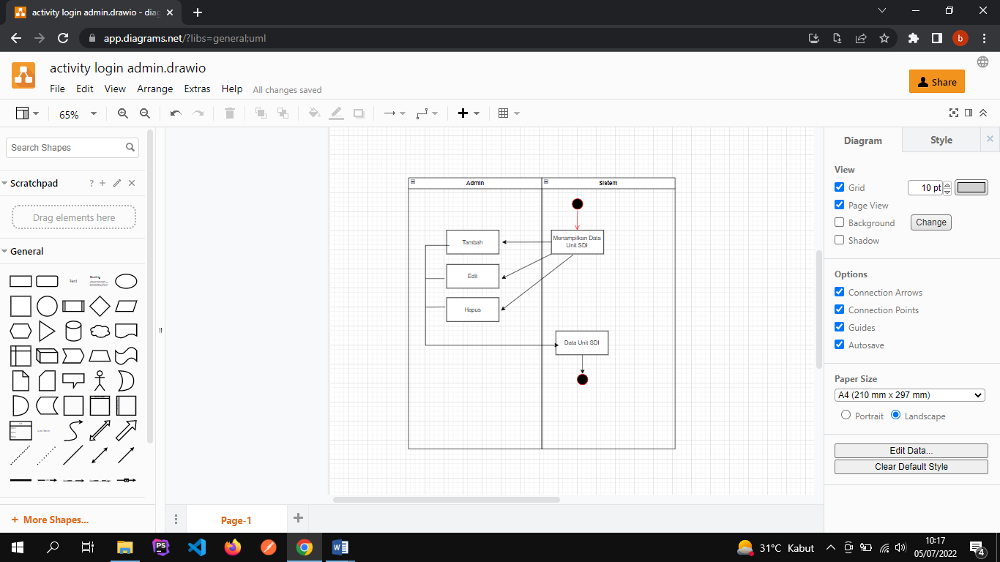 activity login admin.drawio - diag
app.diagrams.net/?libs=general;uml
b
activity login admin.drawio
File Edit View Arrange Extras Help All changes saved
Share
65%
Search Shapes
Scratchpad
?
Drag elements here
General
Text
Heading
List Item
More Shapes...
Admin
Sistem
Menampilkan Data
Unit SDI
Tambah
Edit
Hapus
Data Unit SDI
Page-1
Diagram
Style
View
Grid
10 pt
Page View
Background
Change
Shadow
Options
Connection Arrows
Connection Points
Guides
Autosave
Paper Size
A4 (210 mm x 297 mm)
Portrait
Landscape
Edit Data...
Clear Default Style
PS
31°C Kabut
10:17
05/07/2022
4